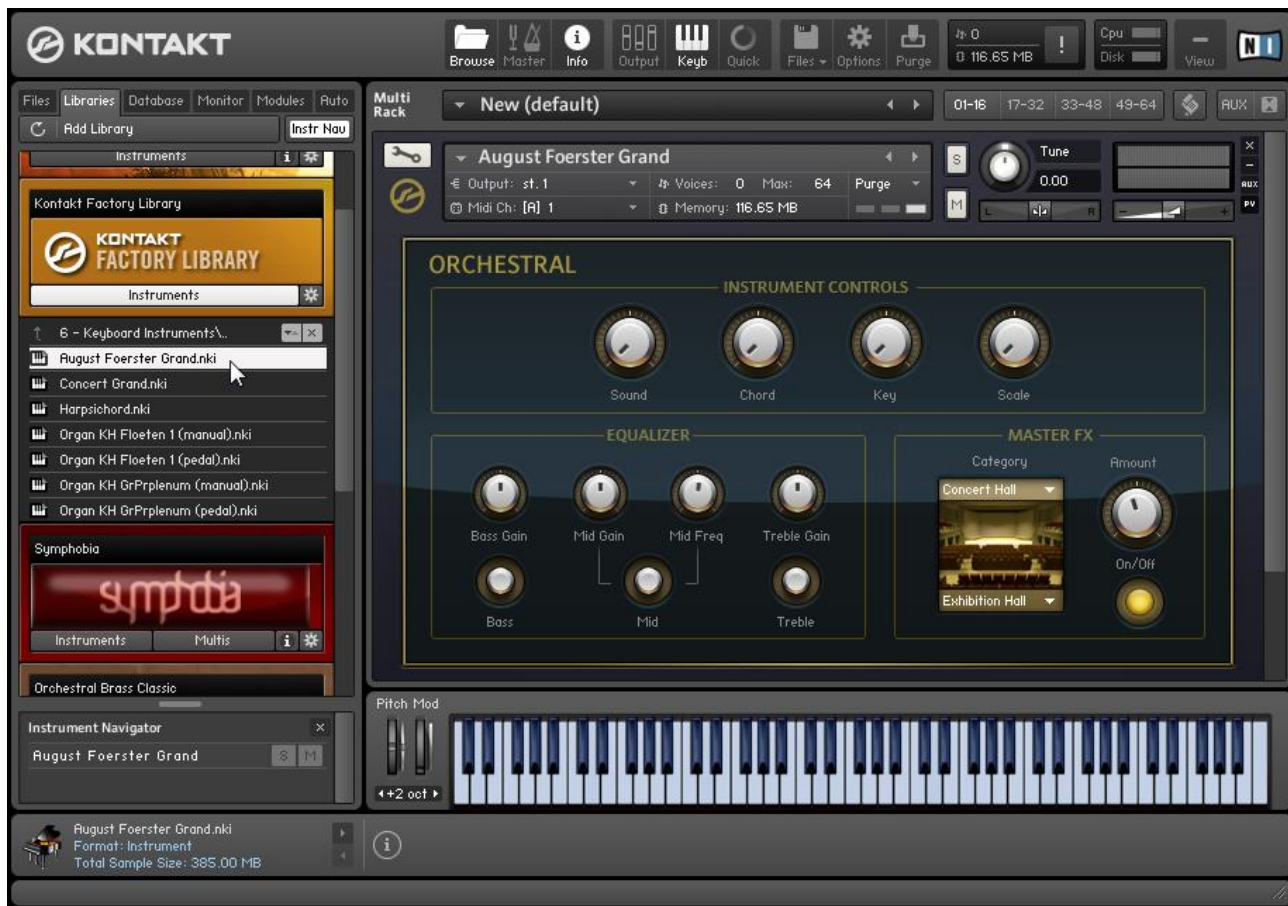 KONTAKT
Browse Master Info Output Keyb Quick Files Options Purge
0
0 116.65 MB
!
Cpu
Disk
View
NI
Files Libraries Database Monitor Modules Auto
Add Library Instr Nav
Instruments i
Kontakt Factory Library
KONTAKT
FACTORY LIBRARY
Instruments
6 - Keyboard Instruments\..
August Foerster Grand.nki
Concert Grand.nki
Harpsichord.nki
Organ KH Floeten 1 (manual).nki
Organ KH Floeten 1 (pedal).nki
Organ KH GrPrplenum (manual).nki
Organ KH GrPrplenum (pedal).nki
Symphobia
symphobia
Instruments Multis i
Orchestral Brass Classic
Instrument Navigator ×
August Foerster Grand S M
Multi
Rack
New (default)
01-16 17-32 33-48 49-64 AUX
August Foerster Grand
Output: st. 1 Voices: 0 Max: 64 Purge
Midi Ch: [A] 1 Memory: 116.65 MB
S
M
Tune
0.00
L R
- +
×
-
AUX
PV
ORCHESTRAL
INSTRUMENT CONTROLS
Sound Chord Key Scale
EQUALIZER
Bass Gain Mid Gain Mid Freq Treble Gain
Bass Mid Treble
MASTER FX
Category Amount
Concert Hall
On/Off
Exhibition Hall
Pitch Mod
+2 oct
August Foerster Grand.nki
Format: Instrument
Total Sample Size: 385.00 MB
i